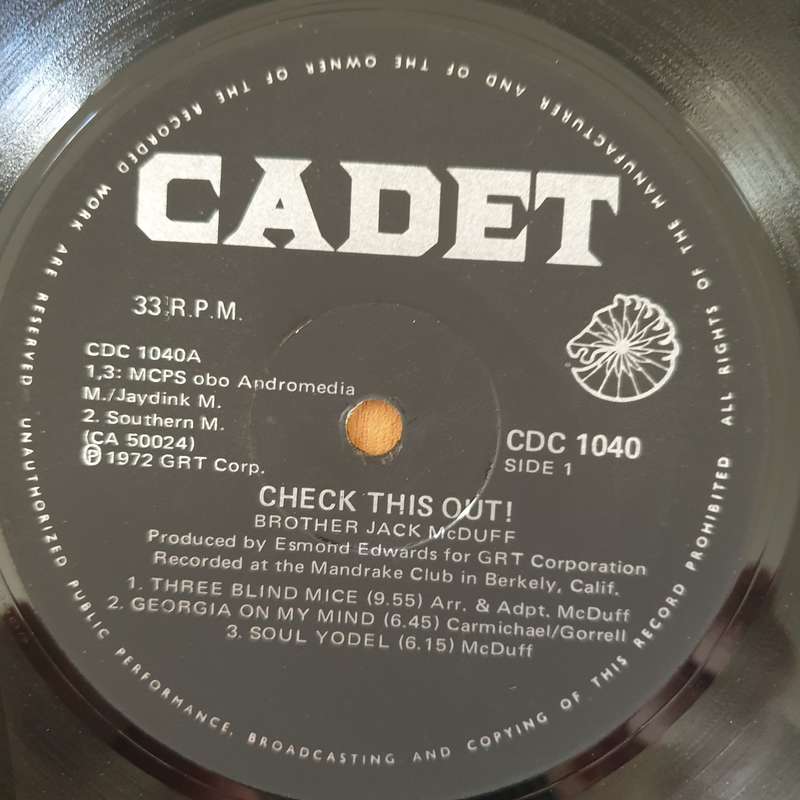 ALL RIGHTS OF THE MANUFACTURER AND OF THE OWNER OF THE RECORDED WORK ARE RESERVED UNAUTHORIZED PUBLIC PERFORMANCE, BROADCASTING AND COPYING OF THIS RECORD PROHIBITED
CADET
33⅓R.P.M.
CDC 1040A
1,3: MCPS obo Andromedia
M./Jaydink M.
2. Southern M.
(CA 50024)
℗1972 GRT Corp.
CDC 1040
SIDE 1
CHECK THIS OUT!
BROTHER JACK McDUFF
Produced by Esmond Edwards for GRT Corporation
Recorded at the Mandrake Club in Berkely, Calif.
1. THREE BLIND MICE (9.55) Arr. & Adpt. McDuff
2. GEORGIA ON MY MIND (6.45) Carmichael/Gorrell
3. SOUL YODEL (6.15) McDuff